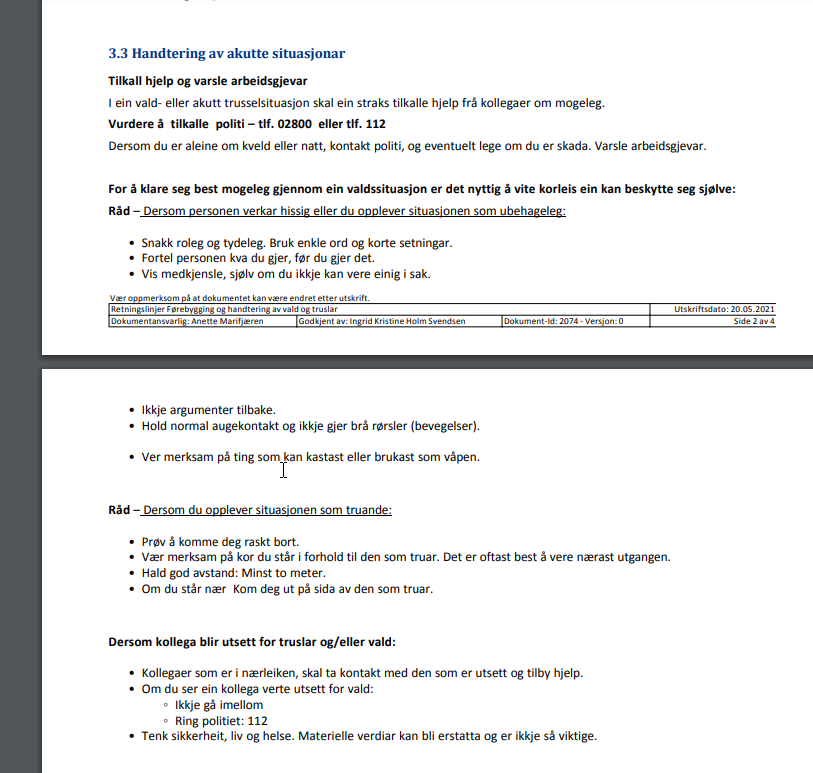 3.3 Handtering av akutte situasjonar
Tilkall hjelp og varsle arbeidsgjevar
I ein vald- eller akutt trusselsituasjon skal ein straks tilkalle hjelp frå kollegaer om mogeleg.
Vurdere å tilkalle politi – tlf. 02800 eller tlf. 112
Dersom du er aleine om kveld eller natt, kontakt politi, og eventuelt lege om du er skada. Varsle arbeidsgjevar.
For å klare seg best mogeleg gjennom ein valdssituasjon er det nyttig å vite korleis ein kan beskytte seg sjølve:
Råd – Dersom personen verkar hissig eller du opplever situasjonen som ubehageleg:
• Snakk roleg og tydeleg. Bruk enkle ord og korte setningar.
• Fortel personen kva du gjer, før du gjer det.
• Vis medkjensle, sjølv om du ikkje kan vere einig i sak.
Vær oppmerksom på at dokumentet kan være endret etter utskrift.
Retningslinjer Førebygging og handtering av vald og truslar Utskriftsdato: 20.05.2021
Dokumentansvarlig: Anette Marifjæren Godkjent av: Ingrid Kristine Holm Svendsen Dokument-Id: 2074 - Versjon: 0 Side 2 av 4
• Ikkje argumenter tilbake.
• Hold normal augekontakt og ikkje gjer brå rørsler (bevegelser).
• Ver merksam på ting som kan kastast eller brukast som våpen.
Råd – Dersom du opplever situasjonen som truande:
• Prøv å komme deg raskt bort.
• Vær merksam på kor du står i forhold til den som truar. Det er oftast best å vere nærast utgangen.
• Hald god avstand: Minst to meter.
• Om du står nær Kom deg ut på sida av den som truar.
Dersom kollega blir utsett for truslar og/eller vald:
• Kollegaer som er i nærleiken, skal ta kontakt med den som er utsett og tilby hjelp.
• Om du ser ein kollega verte utsett for vald:
◦ Ikkje gå imellom
◦ Ring politiet: 112
• Tenk sikkerheit, liv og helse. Materielle verdiar kan bli erstatta og er ikkje så viktige.